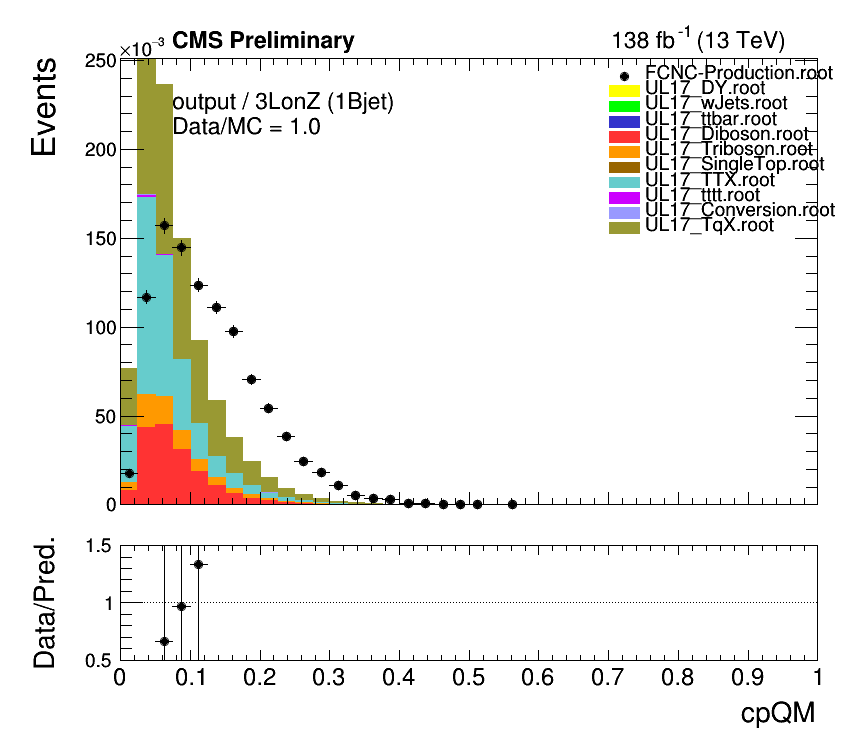 ×10⁻³ CMS Preliminary 138 fb⁻¹ (13 TeV)
Events
250
200
150
100
50
0
output / 3LonZ (1Bjet)
Data/MC = 1.0
FCNC-Production.root
UL17_DY.root
UL17_wJets.root
UL17_ttbar.root
UL17_Diboson.root
UL17_Triboson.root
UL17_SingleTop.root
UL17_TTX.root
UL17_tttt.root
UL17_Conversion.root
UL17_TqX.root
Data/Pred.
1.5
1
0.5
0 0.1 0.2 0.3 0.4 0.5 0.6 0.7 0.8 0.9 1
cpQM